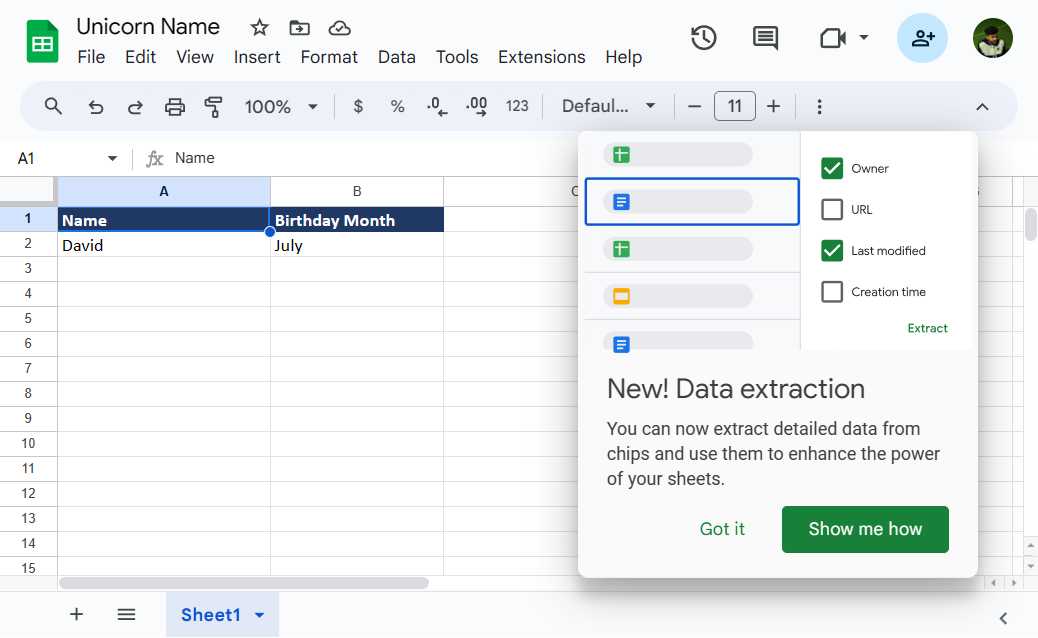 Unicorn Name
File Edit View Insert Format Data Tools Extensions Help
100% $ % .0 .00 123 Defaul... 11
A1 fx Name
A B C
1 Name Birthday Month
2 David July
3
4
5
6
7
8
9
10
11
12
13
14
15
Owner
URL
Last modified
Creation time
Extract
New! Data extraction
You can now extract detailed data from
chips and use them to enhance the power
of your sheets.
Got it Show me how
Sheet1